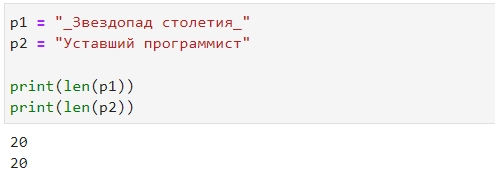 p1 = "_Звездопад столетия_"
p2 = "Уставший программист"
print(len(p1))
print(len(p2))
20
20